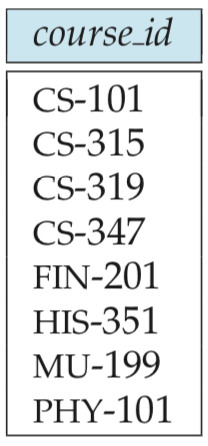 course_id
CS-101
CS-315
CS-319
CS-347
FIN-201
HIS-351
MU-199
PHY-101